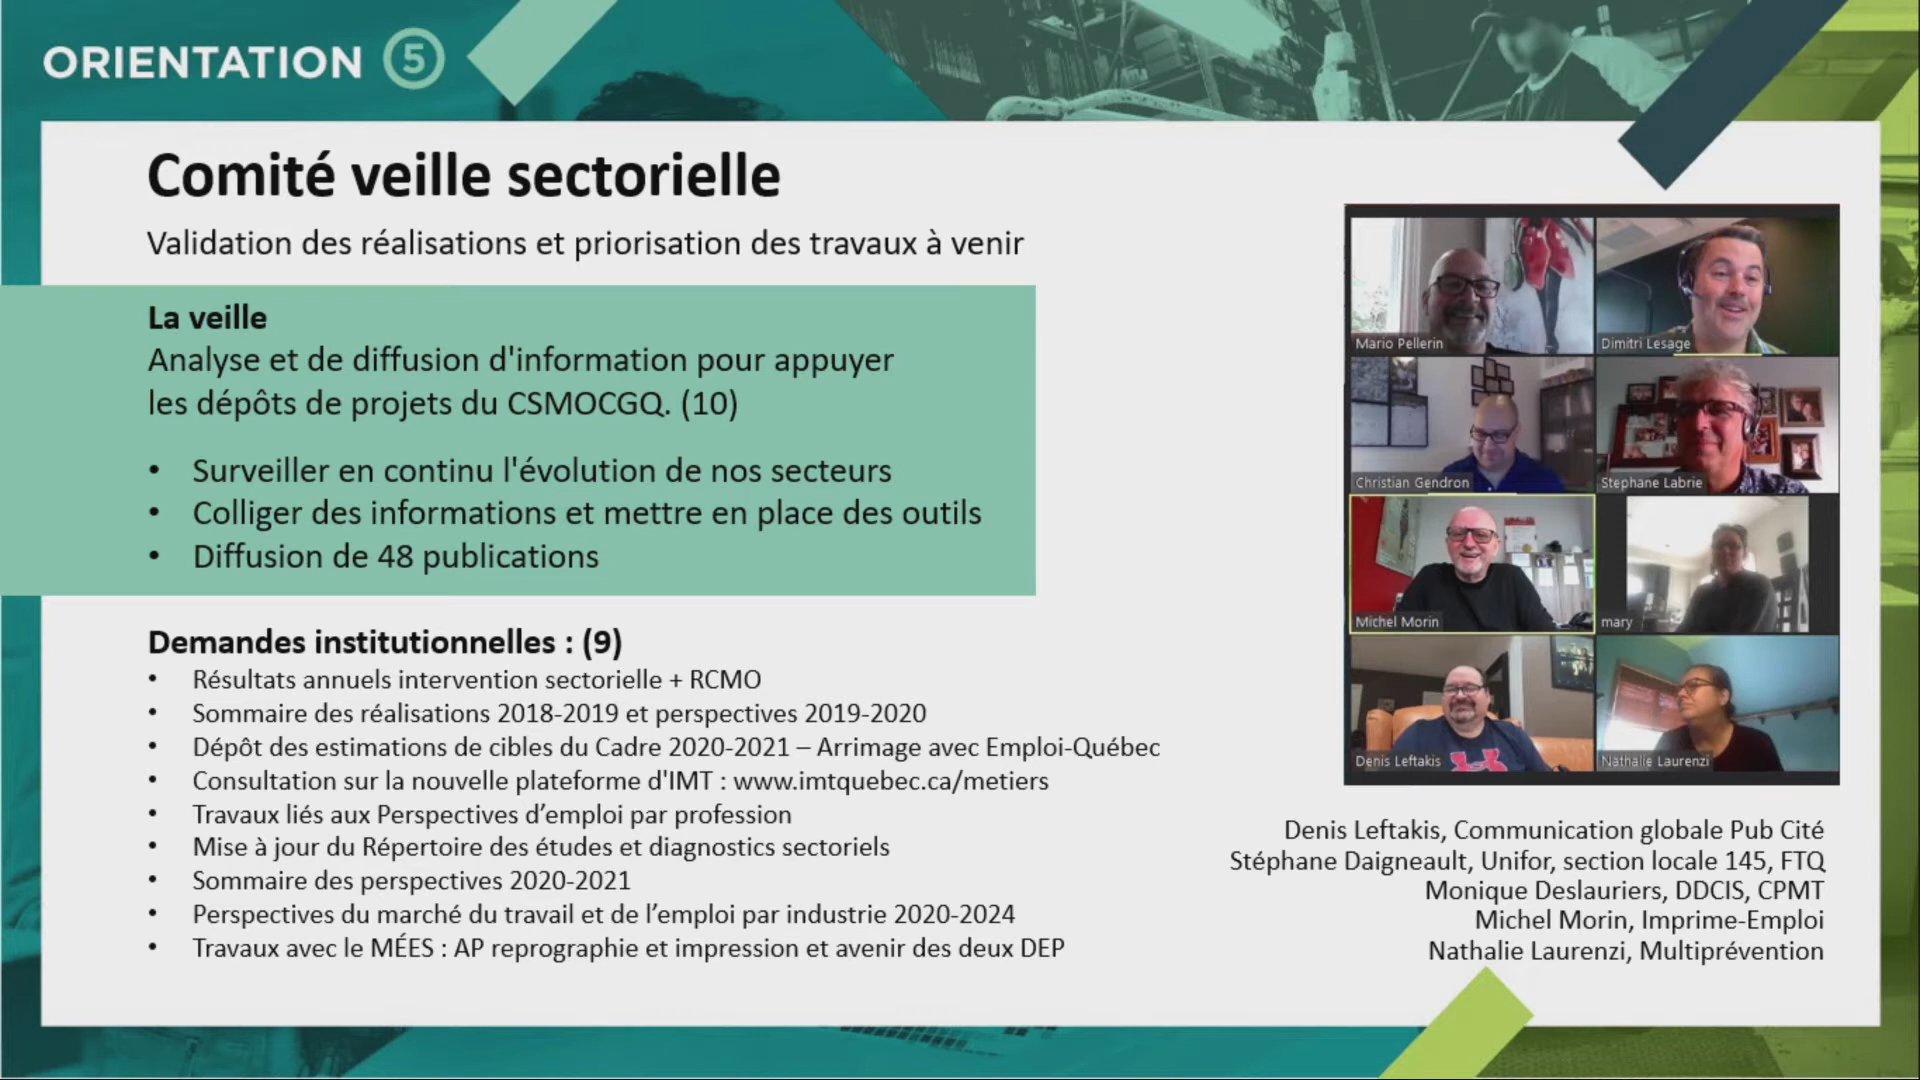 ORIENTATION 5
Comité veille sectorielle
Validation des réalisations et priorisation des travaux à venir
La veille
Analyse et de diffusion d'information pour appuyer
les dépôts de projets du CSMOCGQ. (10)
• Surveiller en continu l'évolution de nos secteurs
• Colliger des informations et mettre en place des outils
• Diffusion de 48 publications
Demandes institutionnelles : (9)
• Résultats annuels intervention sectorielle + RCMO
• Sommaire des réalisations 2018-2019 et perspectives 2019-2020
• Dépôt des estimations de cibles du Cadre 2020-2021 – Arrimage avec Emploi-Québec
• Consultation sur la nouvelle plateforme d'IMT : www.imtquebec.ca/metiers
• Travaux liés aux Perspectives d’emploi par profession
• Mise à jour du Répertoire des études et diagnostics sectoriels
• Sommaire des perspectives 2020-2021
• Perspectives du marché du travail et de l’emploi par industrie 2020-2024
• Travaux avec le MÉES : AP reprographie et impression et avenir des deux DEP
Mario Pellerin
Dimitri Lesage
Christian Gendron
Stephane Labrie
Michel Morin
mary
Denis Leftakis
Nathalie Laurenzi
Denis Leftakis, Communication globale Pub Cité
Stéphane Daigneault, Unifor, section locale 145, FTQ
Monique Deslauriers, DDCIS, CPMT
Michel Morin, Imprime-Emploi
Nathalie Laurenzi, Multiprévention